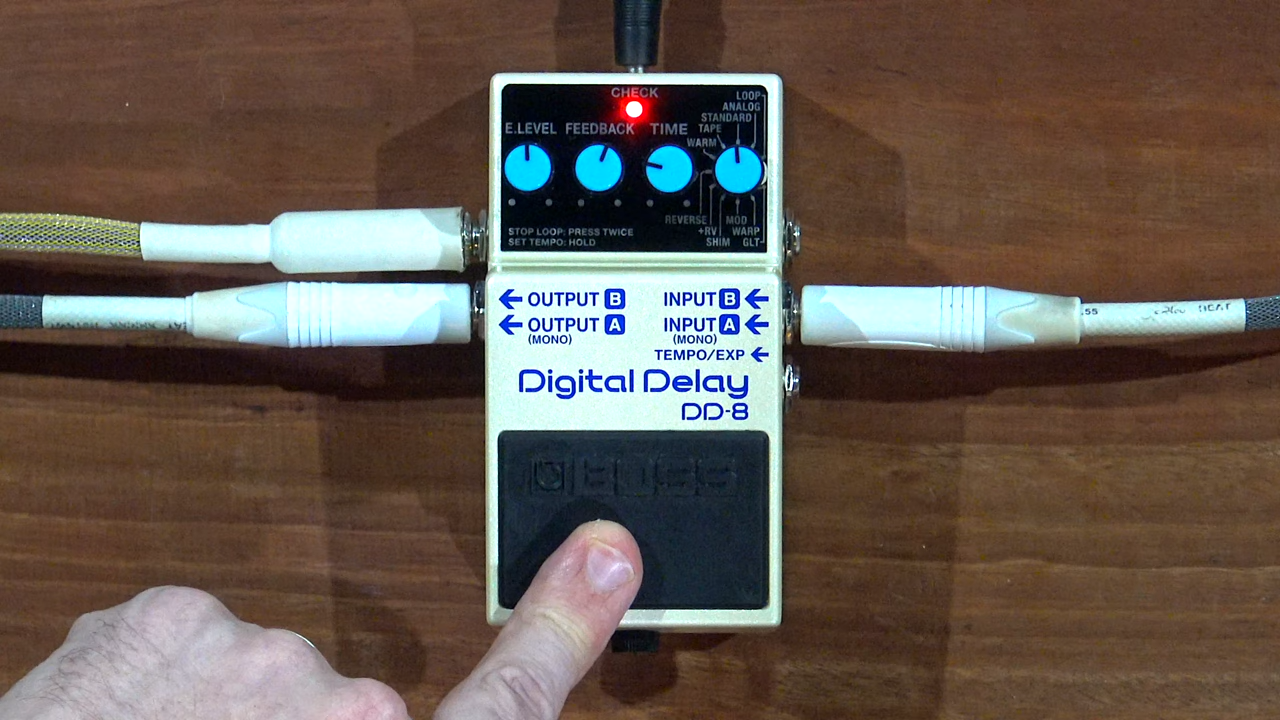 CHECK
E.LEVEL FEEDBACK TIME
LOOP
ANALOG
STANDARD
TAPE
WARM
REVERSE
+RV
SHIM
MOD
WARP
GLT
STOP LOOP: PRESS TWICE
SET TEMPO: HOLD
OUTPUT B
OUTPUT A
(MONO)
INPUT B
INPUT A
(MONO)
TEMPO/EXP
Digital Delay
DD-8
BOSS